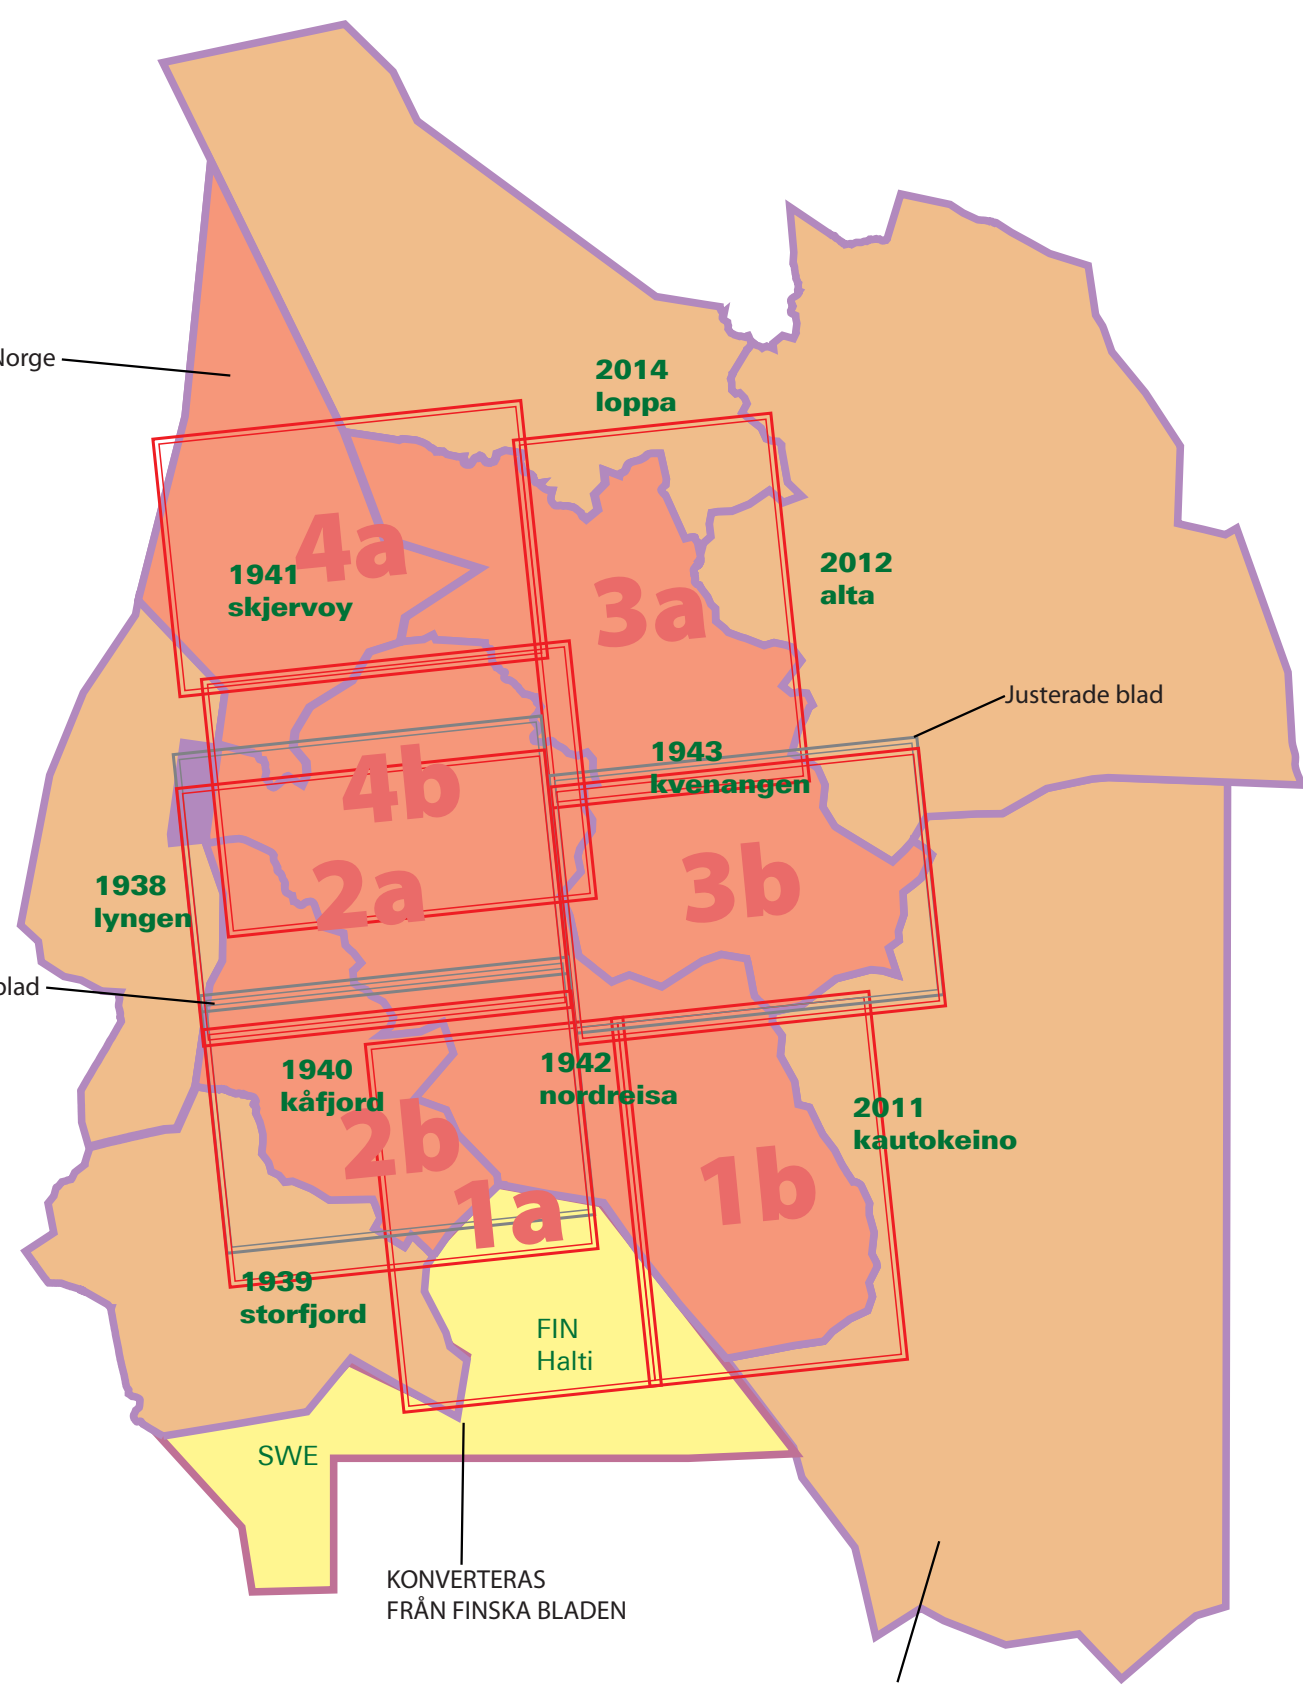 Norge
2014
loppa
4a
1941
skjervoy
3a
2012
alta
Justerade blad
1943
kvenangen
4b
2a
3b
1938
lyngen
blad
1940
kåfjord
1942
nordreisa
2011
kautokeino
2b
1a
1b
1939
storfjord
FIN
Halti
SWE
KONVERTERAS
FRÅN FINSKA BLADEN